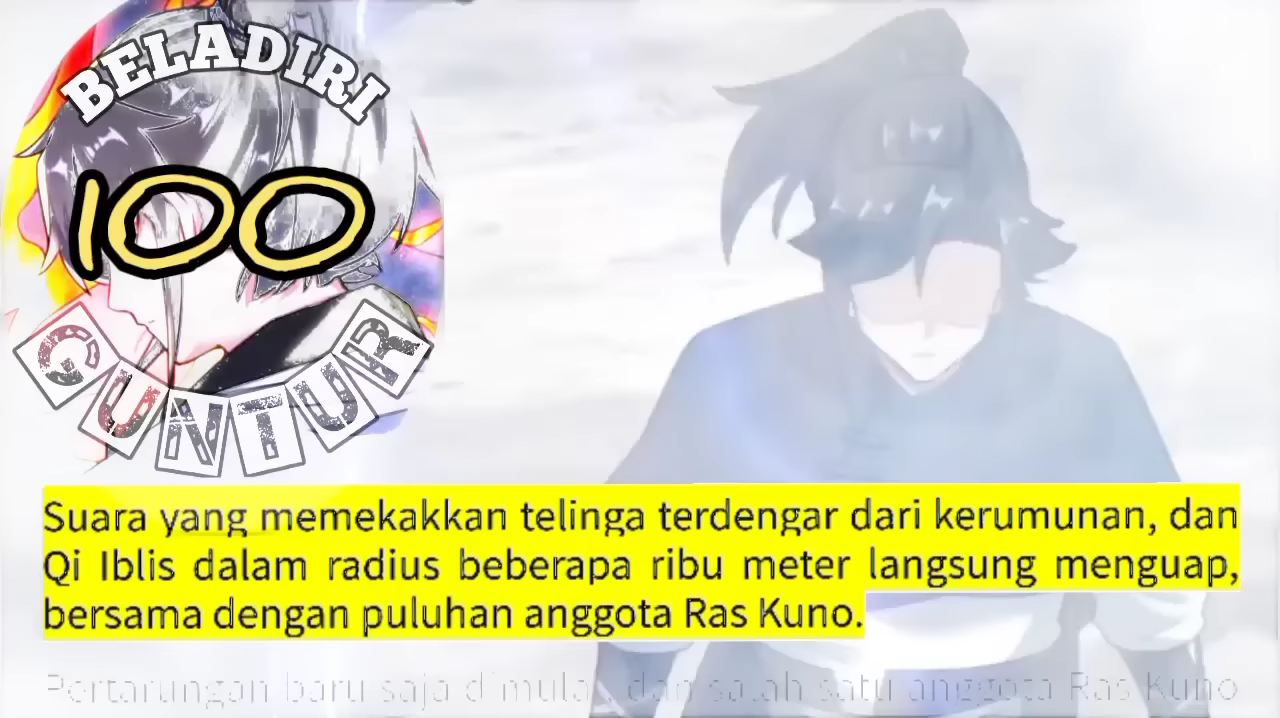 BELADIRI
100
GUNTUR
Suara yang memekakkan telinga terdengar dari kerumunan, dan
Qi Iblis dalam radius beberapa ribu meter langsung menguap,
bersama dengan puluhan anggota Ras Kuno.
Pertarungan baru saja dimulai, dan salah satu anggota Ras Kuno